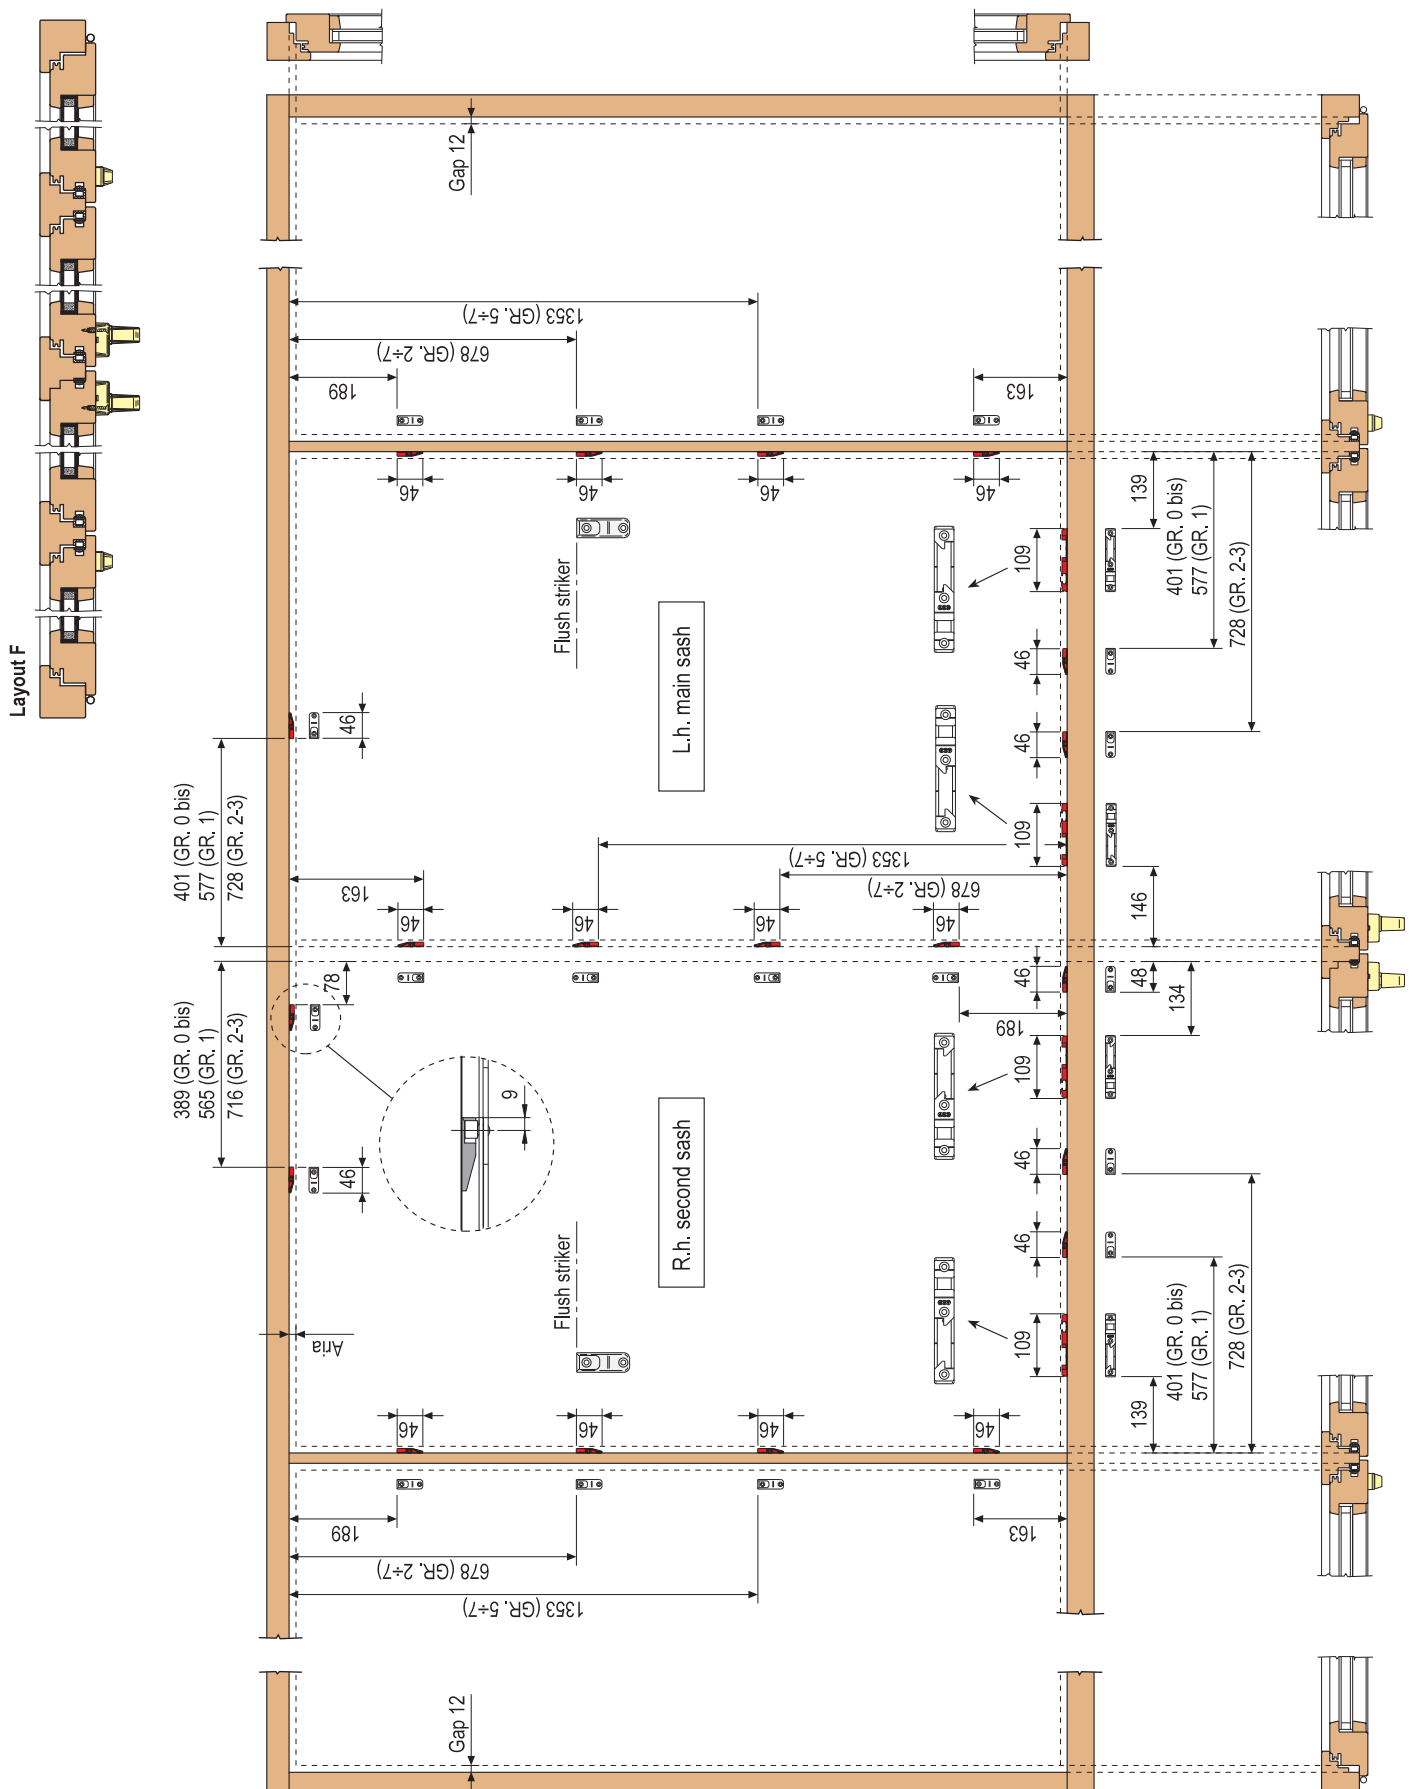 Layout F
Gap 12
1353 (GR. 5÷7)
678 (GR. 2÷7)
189
163
46
46
46
46
139
401 (GR. 0 bis)
577 (GR. 1)
728 (GR. 2-3)
Flush striker
109
46
L.h. main sash
46
46
401 (GR. 0 bis)
577 (GR. 1)
728 (GR. 2-3)
109
1353 (GR. 5÷7)
678 (GR. 2÷7)
163
46
46
46
46
146
46
48
134
78
389 (GR. 0 bis)
565 (GR. 1)
716 (GR. 2-3)
189
109
9
46
R.h. second sash
46
46
Flush striker
109
Aria
401 (GR. 0 bis)
577 (GR. 1)
728 (GR. 2-3)
139
46
46
46
46
189
163
678 (GR. 2÷7)
1353 (GR. 5÷7)
Gap 12